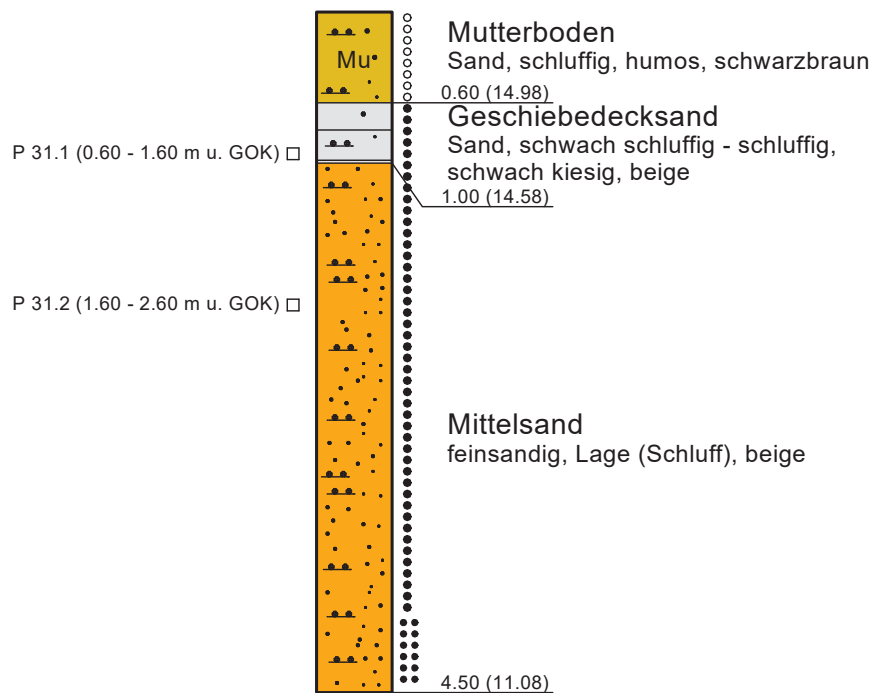 Mutterboden
Mu
Sand, schluffig, humos, schwarzbraun
0.60 (14.98)
Geschiebedecksand
Sand, schwach schluffig - schluffig,
P 31.1 (0.60 - 1.60 m u. GOK)
schwach kiesig, beige
1.00 (14.58)
P 31.2 (1.60 - 2.60 m u. GOK)
Mittelsand
feinsandig, Lage (Schluff), beige
4.50 (11.08)